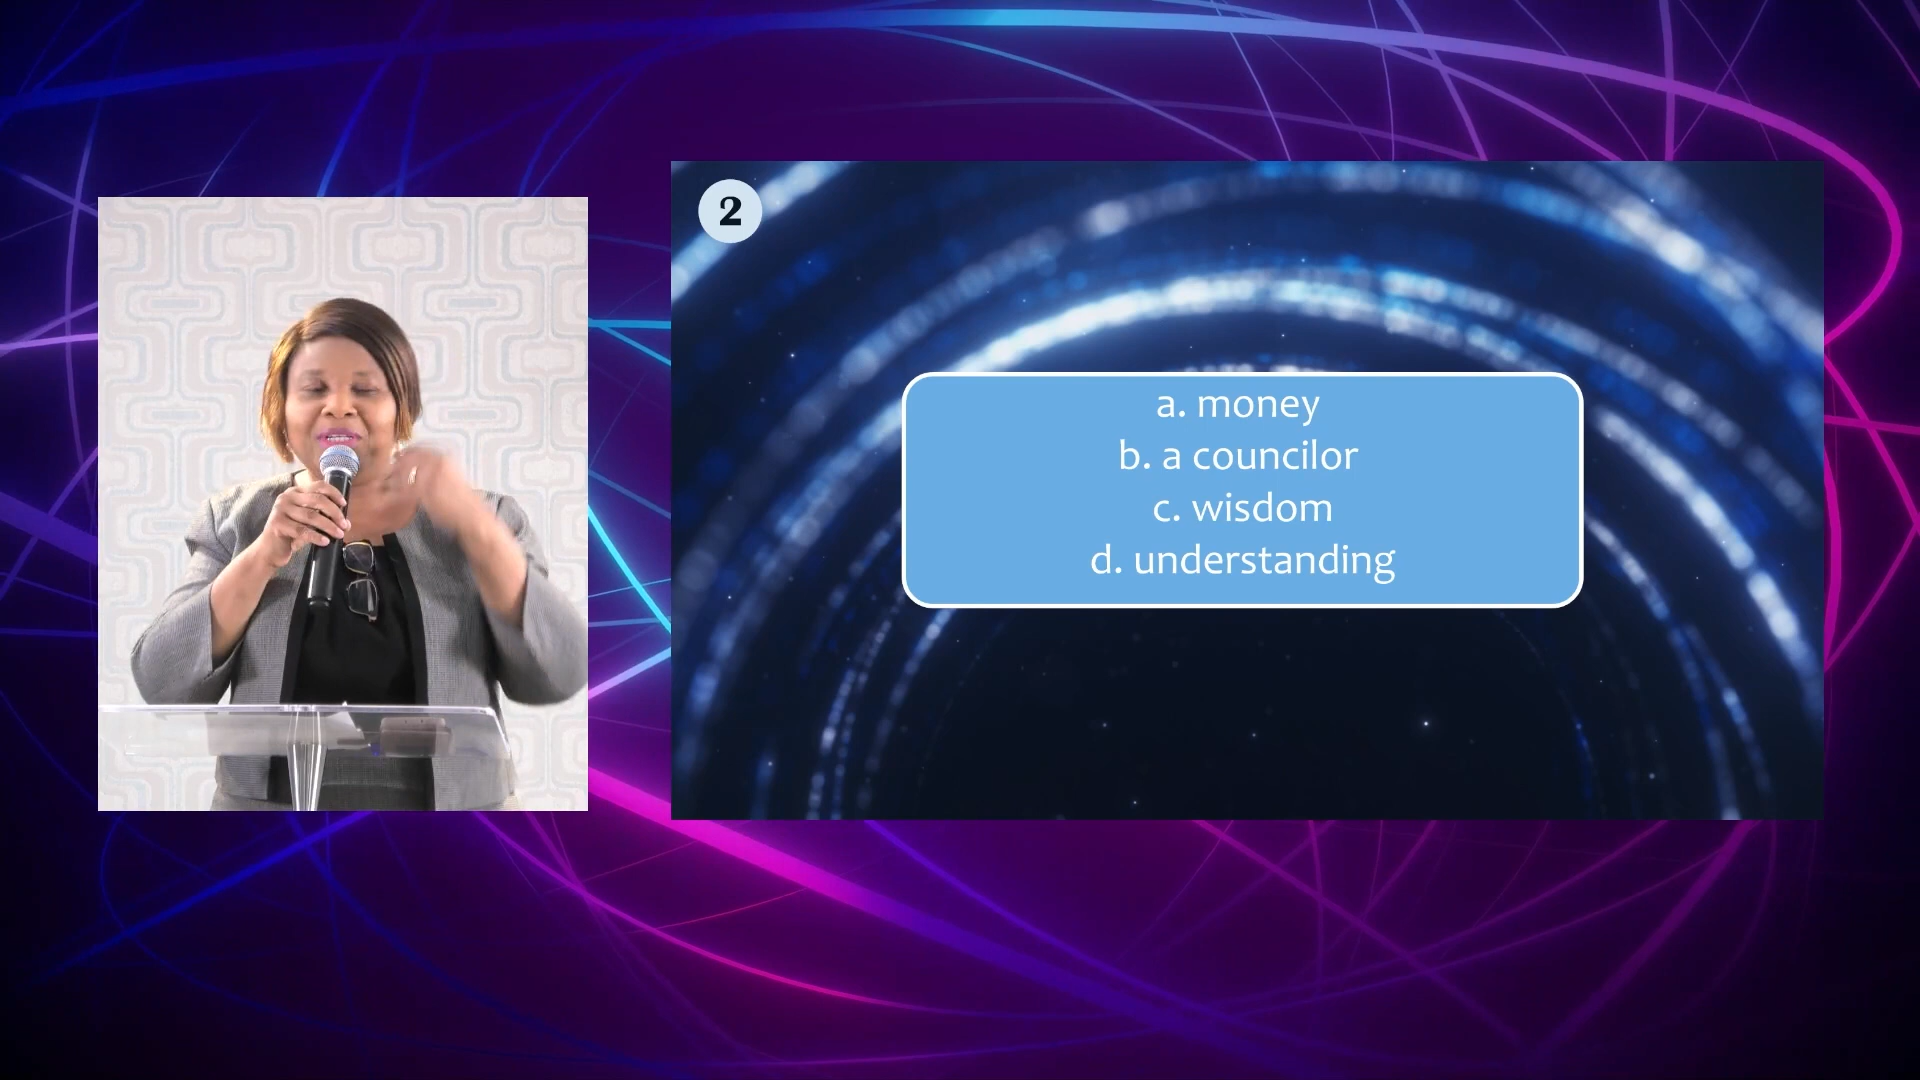 2
a. money
b. a councilor
c. wisdom
d. understanding